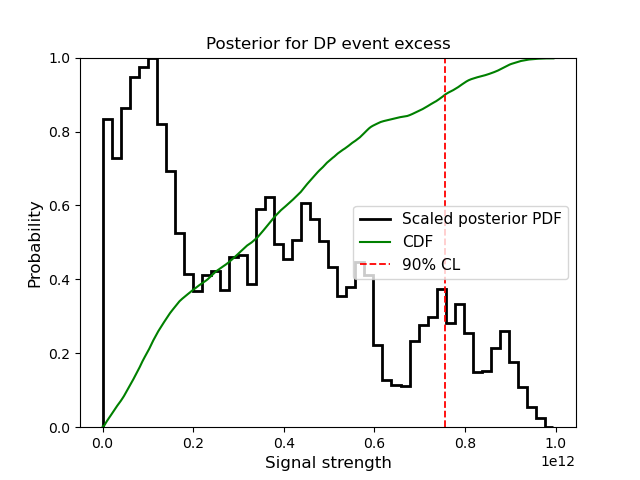 Posterior for DP event excess
1.0
0.8
0.6
0.4
0.2
0.0
Probability
Scaled posterior PDF
CDF
90% CL
0.0 0.2 0.4 0.6 0.8 1.0
1e12
Signal strength